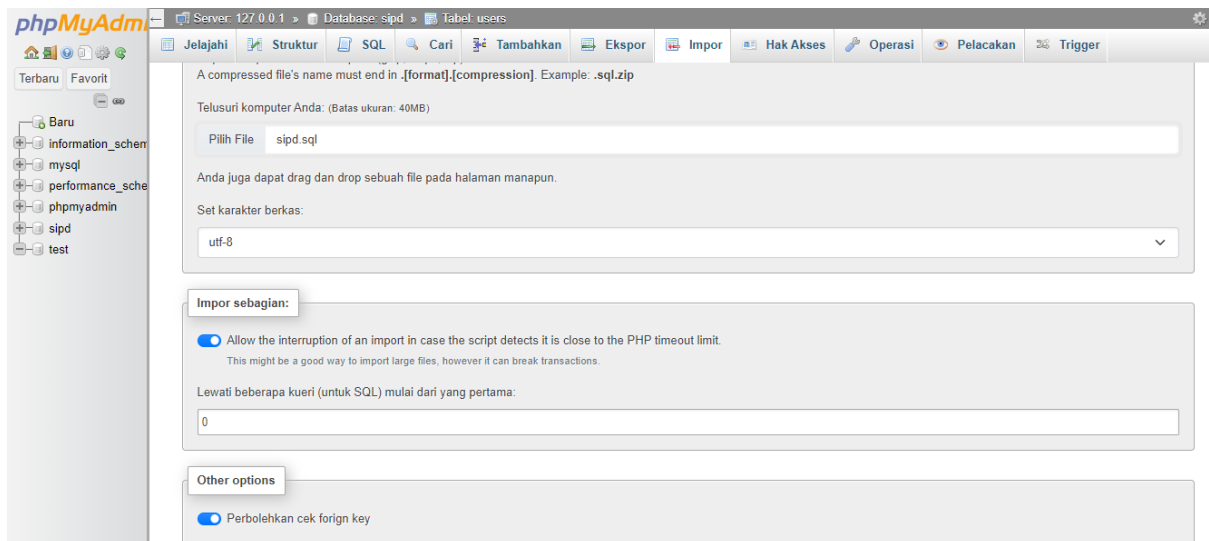 phpMyAdm
Server: 127.0.0.1 » Database: sipd » Tabel: users
Jelajahi Struktur SQL Cari Tambahkan Ekspor Impor Hak Akses Operasi Pelacakan Trigger
Terbaru Favorit
Baru
information_schem
mysql
performance_sche
phpmyadmin
sipd
test
A compressed file's name must end in .[format].[compression]. Example: .sql.zip
Telusuri komputer Anda: (Batas ukuran: 40MB)
Pilih File sipd.sql
Anda juga dapat drag dan drop sebuah file pada halaman manapun.
Set karakter berkas:
utf-8
Impor sebagian:
Allow the interruption of an import in case the script detects it is close to the PHP timeout limit.
This might be a good way to import large files, however it can break transactions.
Lewati beberapa kueri (untuk SQL) mulai dari yang pertama:
0
Other options
Perbolehkan cek forign key